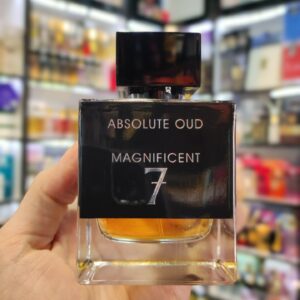 ABSOLUTE OUD
MAGNIFICENT
7